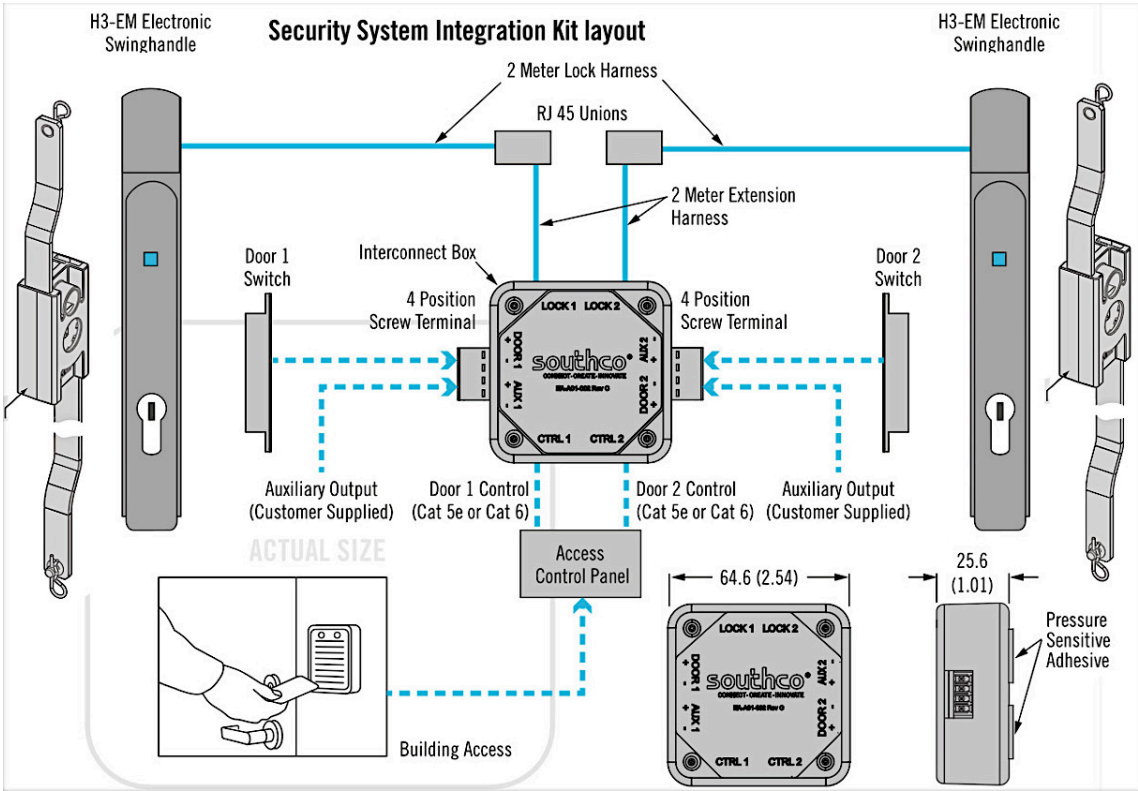 H3-EM Electronic
Swinghandle
Security System Integration Kit layout
H3-EM Electronic
Swinghandle
2 Meter Lock Harness
RJ 45 Unions
2 Meter Extension
Harness
Interconnect Box
Door 1
Switch
Door 2
Switch
4 Position
Screw Terminal
4 Position
Screw Terminal
LOCK 1 LOCK 2
+ DOOR 1 -
+ AUX 1 -
southco®
CONNECT · CREATE · INNOVATE
AUX 2 -
+
DOOR 2 -
+
CTRL 1 CTRL 2
Auxiliary Output
(Customer Supplied)
Door 1 Control
(Cat 5e or Cat 6)
Door 2 Control
(Cat 5e or Cat 6)
Auxiliary Output
(Customer Supplied)
ACTUAL SIZE
Access
Control Panel
Building Access
64.6 (2.54)
25.6
(1.01)
Pressure
Sensitive
Adhesive
LOCK 1 LOCK 2
+ DOOR 1 -
+ AUX 1 -
southco®
CONNECT · CREATE · INNOVATE
AUX 2 -
+
DOOR 2 -
+
CTRL 1 CTRL 2